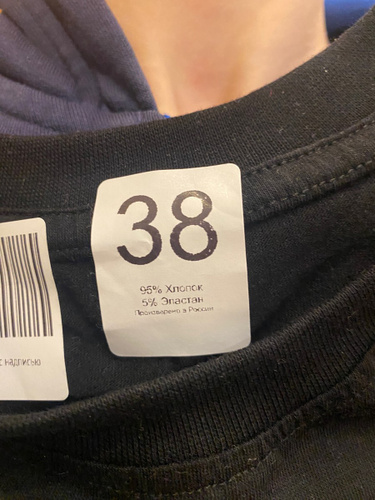 38
95% Хлопок
5% Эластан
Произведено в России
с надписью